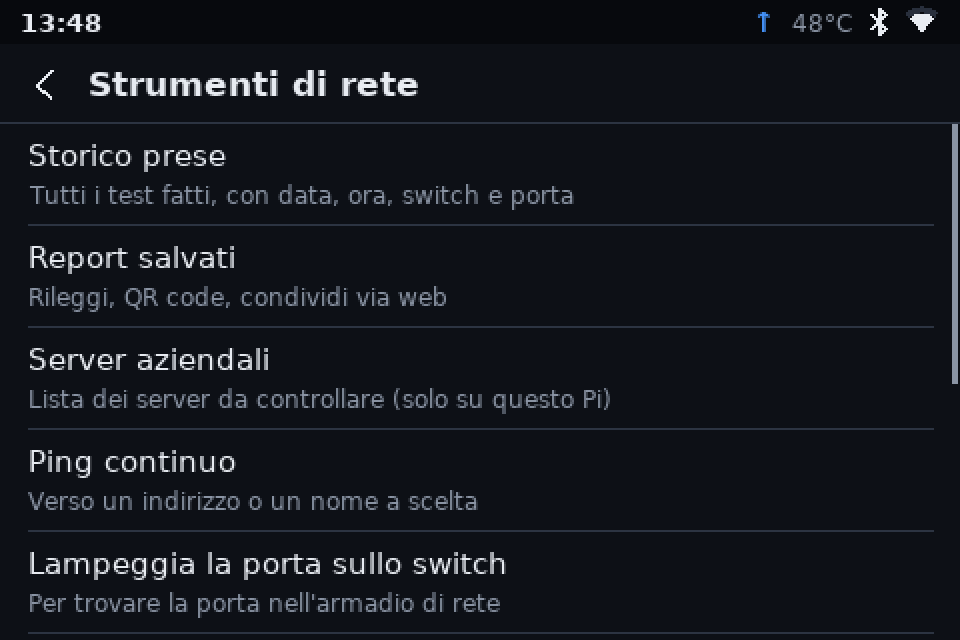 13:48
↑ 48°C
Strumenti di rete
Storico prese
Tutti i test fatti, con data, ora, switch e porta
Report salvati
Rileggi, QR code, condividi via web
Server aziendali
Lista dei server da controllare (solo su questo Pi)
Ping continuo
Verso un indirizzo o un nome a scelta
Lampeggia la porta sullo switch
Per trovare la porta nell'armadio di rete